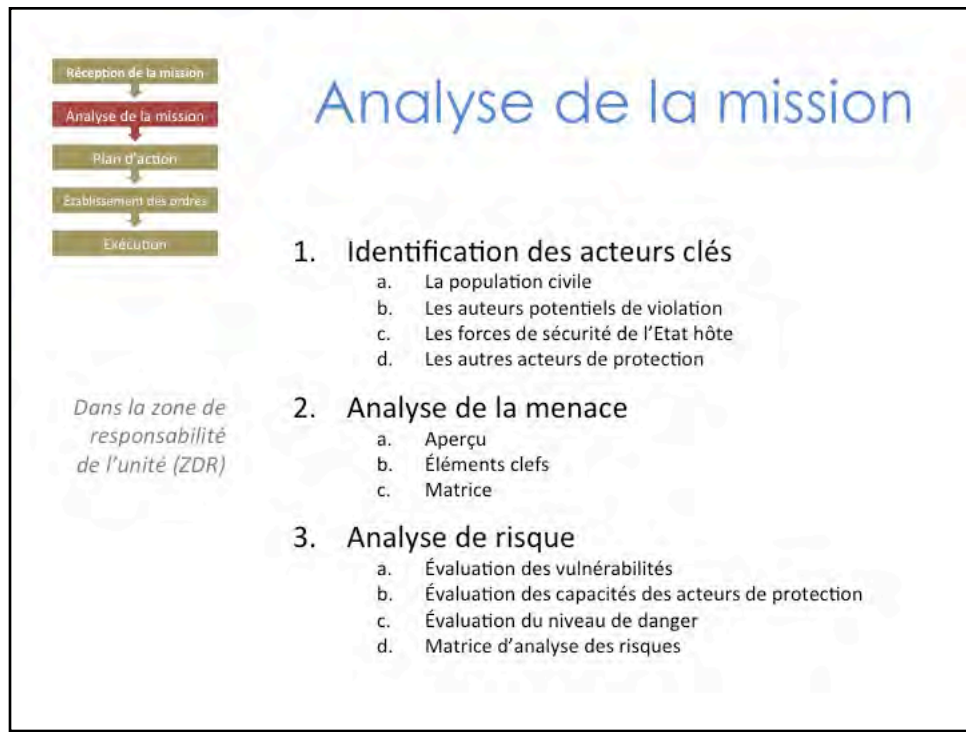 Réception de la mission
Analyse de la mission
Plan d'action
Etablissement des ordres
Exécution
Analyse de la mission
Dans la zone de
responsabilité
de l'unité (ZDR)
1. Identification des acteurs clés
a. La population civile
b. Les auteurs potentiels de violation
c. Les forces de sécurité de l'Etat hôte
d. Les autres acteurs de protection
2. Analyse de la menace
a. Aperçu
b. Éléments clefs
c. Matrice
3. Analyse de risque
a. Évaluation des vulnérabilités
b. Évaluation des capacités des acteurs de protection
c. Évaluation du niveau de danger
d. Matrice d'analyse des risques